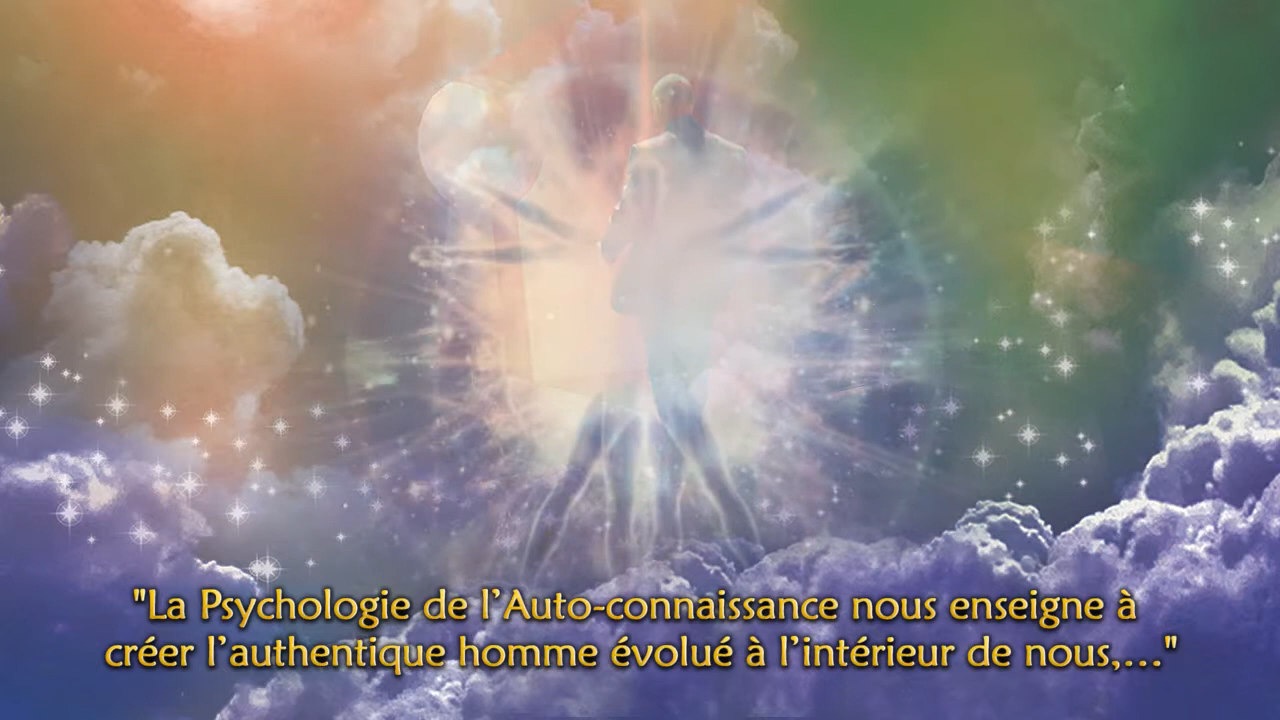 "La Psychologie de l’Auto-connaissance nous enseigne à
créer l’authentique homme évolué à l’intérieur de nous,..."